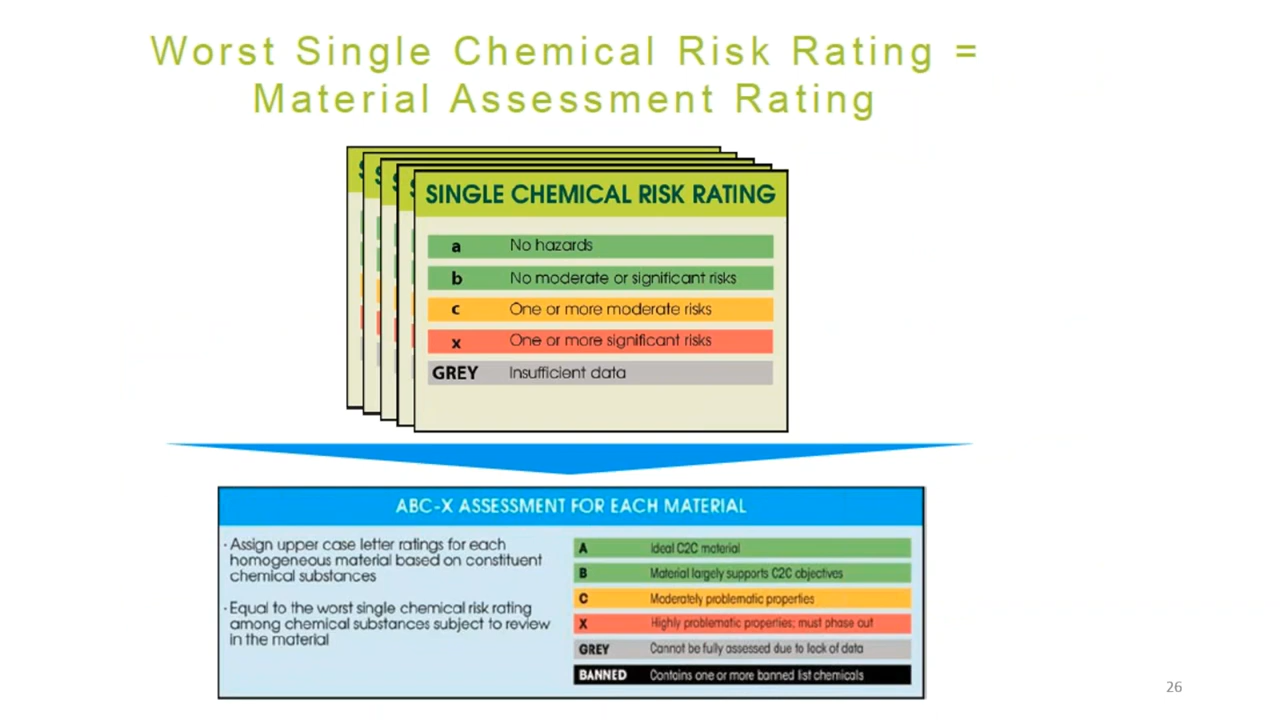 Worst Single Chemical Risk Rating =
Material Assessment Rating
SINGLE CHEMICAL RISK RATING
a No hazards
b No moderate or significant risks
c One or more moderate risks
x One or more significant risks
GREY Insufficient data
ABC-X ASSESSMENT FOR EACH MATERIAL
· Assign upper case letter ratings for each
homogeneous material based on constituent
chemical substances
· Equal to the worst single chemical risk rating
among chemical substances subject to review
in the material
A Ideal C2C material
B Material largely supports C2C objectives
C Moderately problematic properties
X Highly problematic properties; must phase out
GREY Cannot be fully assessed due to lack of data
BANNED Contains one or more banned list chemicals
26